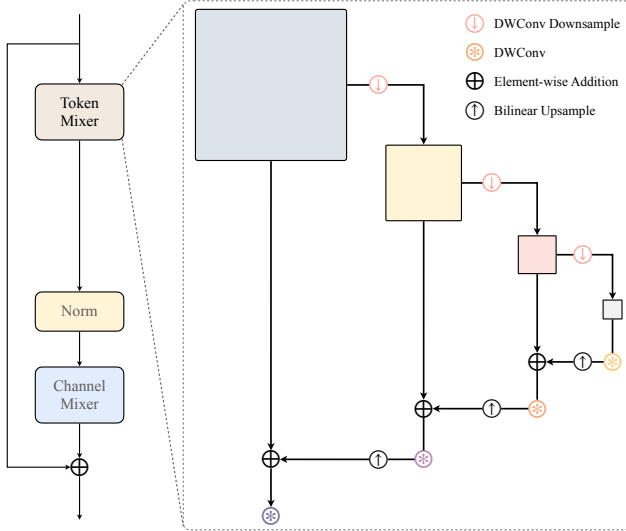 Token
Mixer
Norm
Channel
Mixer
DWConv Downsample
DWConv
Element-wise Addition
Bilinear Upsample